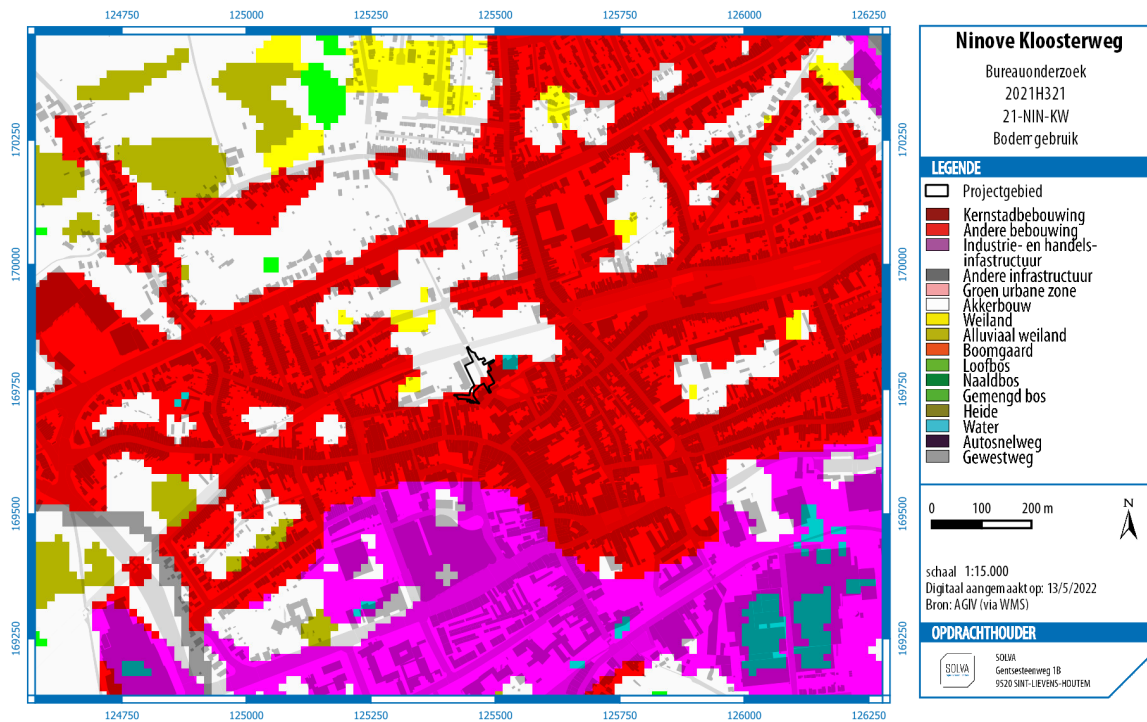 124750 125000 125250 125500 125750 126000 126250
170250 170250
170000 170000
169750 169750
169500 169500
169250 169250
124750 125000 125250 125500 125750 126000 126250
Ninove Kloosterweg
Bureauonderzoek
2021H321
21-NIN-KW
Bodemgebruik
LEGENDE
Projectgebied
Kernstadbebouwing
Andere bebouwing
Industrie- en handels-
infastructuur
Andere infrastructuur
Groen urbane zone
Akkerbouw
Weiland
Alluviaal weiland
Boomgaard
Loofbos
Naaldbos
Gemengd bos
Heide
Water
Autosnelweg
Gewestweg
0 100 200 m
N
schaal 1:15.000
Digitaal aangemaakt op: 13/5/2022
Bron: AGIV (via WMS)
OPDRACHTHOUDER
SOLVA
SOLVA
Gentsesteenweg 1B
9520 SINT-LIEVENS-HOUTEM